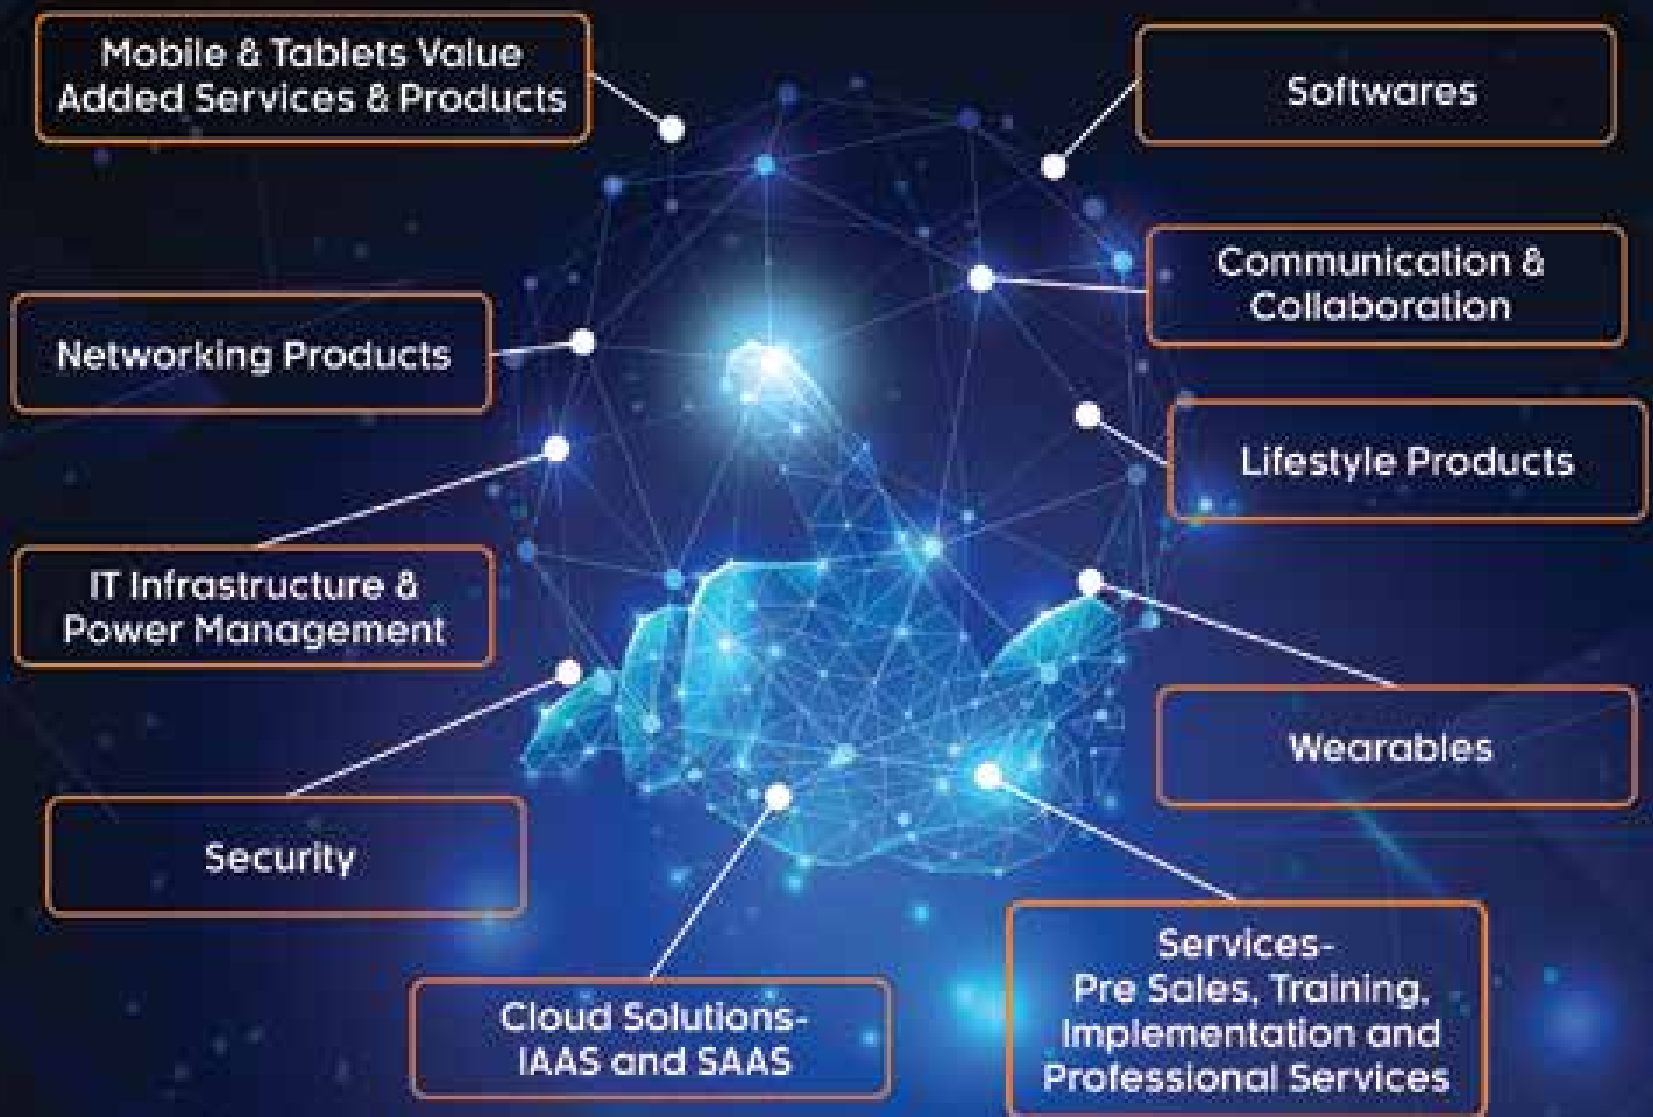 Mobile & Tablets Value
Added Services & Products
Softwares
Communication &
Collaboration
Networking Products
Lifestyle Products
IT Infrastructure &
Power Management
Wearables
Security
Services-
Pre Sales, Training,
Implementation and
Professional Services
Cloud Solutions-
IAAS and SAAS